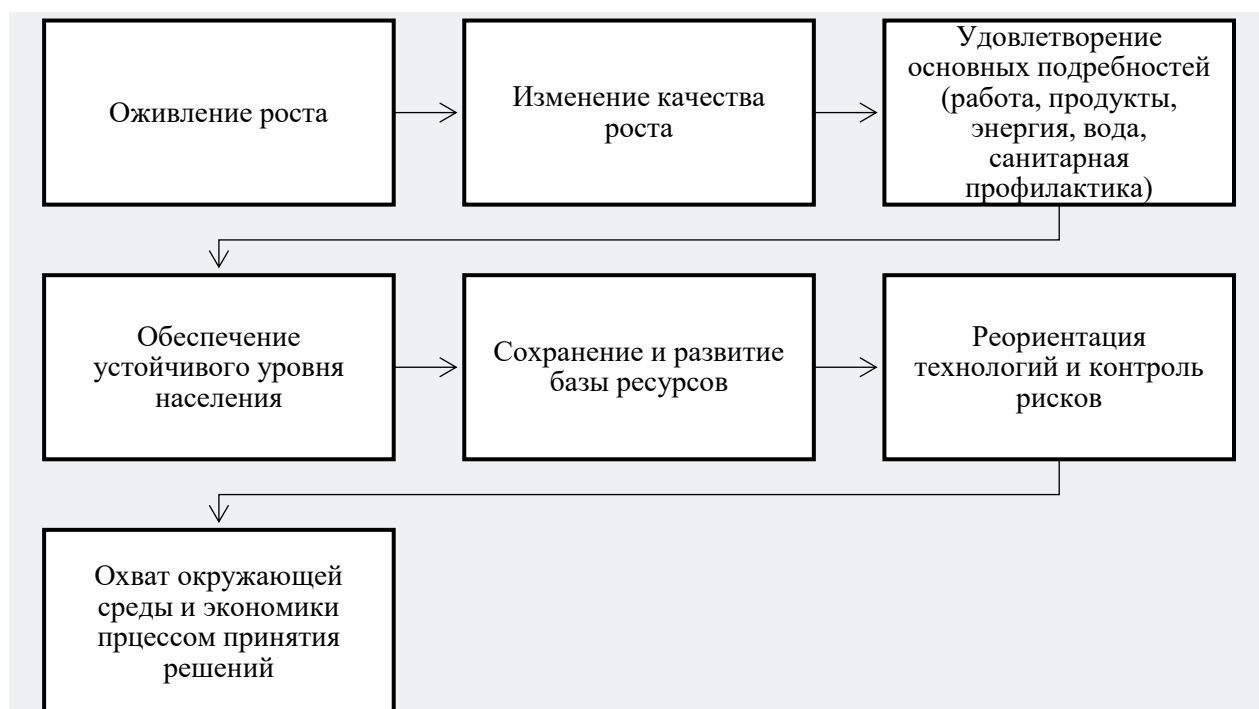 Оживление роста
Изменение качества
роста
Удовлетворение
основных подребностей
(работа, продукты,
энергия, вода,
санитарная
профилактика)
Обеспечение
устойчивого уровня
населения
Сохранение и развитие
базы ресурсов
Реориентация
технологий и контроль
рисков
Охват окружающей
среды и экономики
прцессом принятия
решений